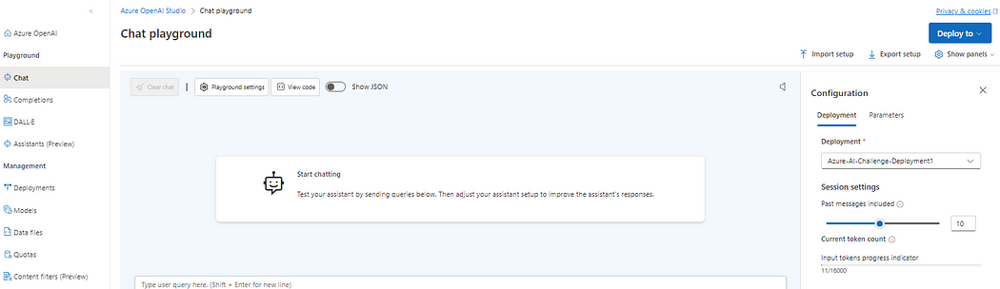 «
Azure OpenAI Studio > Chat playground
Privacy & cookies
Azure OpenAI
Chat playground
Deploy to
Playground
Import setup
Export setup
Show panels
Chat
Completions
DALL-E
Assistants (Preview)
Management
Deployments
Models
Data files
Quotas
Content filters (Preview)
Clear chat
Playground settings
View code
Show JSON
Start chatting
Test your assistant by sending queries below. Then adjust your assistant setup to improve the assistant's responses.
Type user query here. (Shift + Enter for new line)
Configuration
Deployment
Parameters
Deployment *
Azure-AI-Challenge-Deployment1
Session settings
Past messages included
10
Current token count
Input tokens progress indicator
11/16000